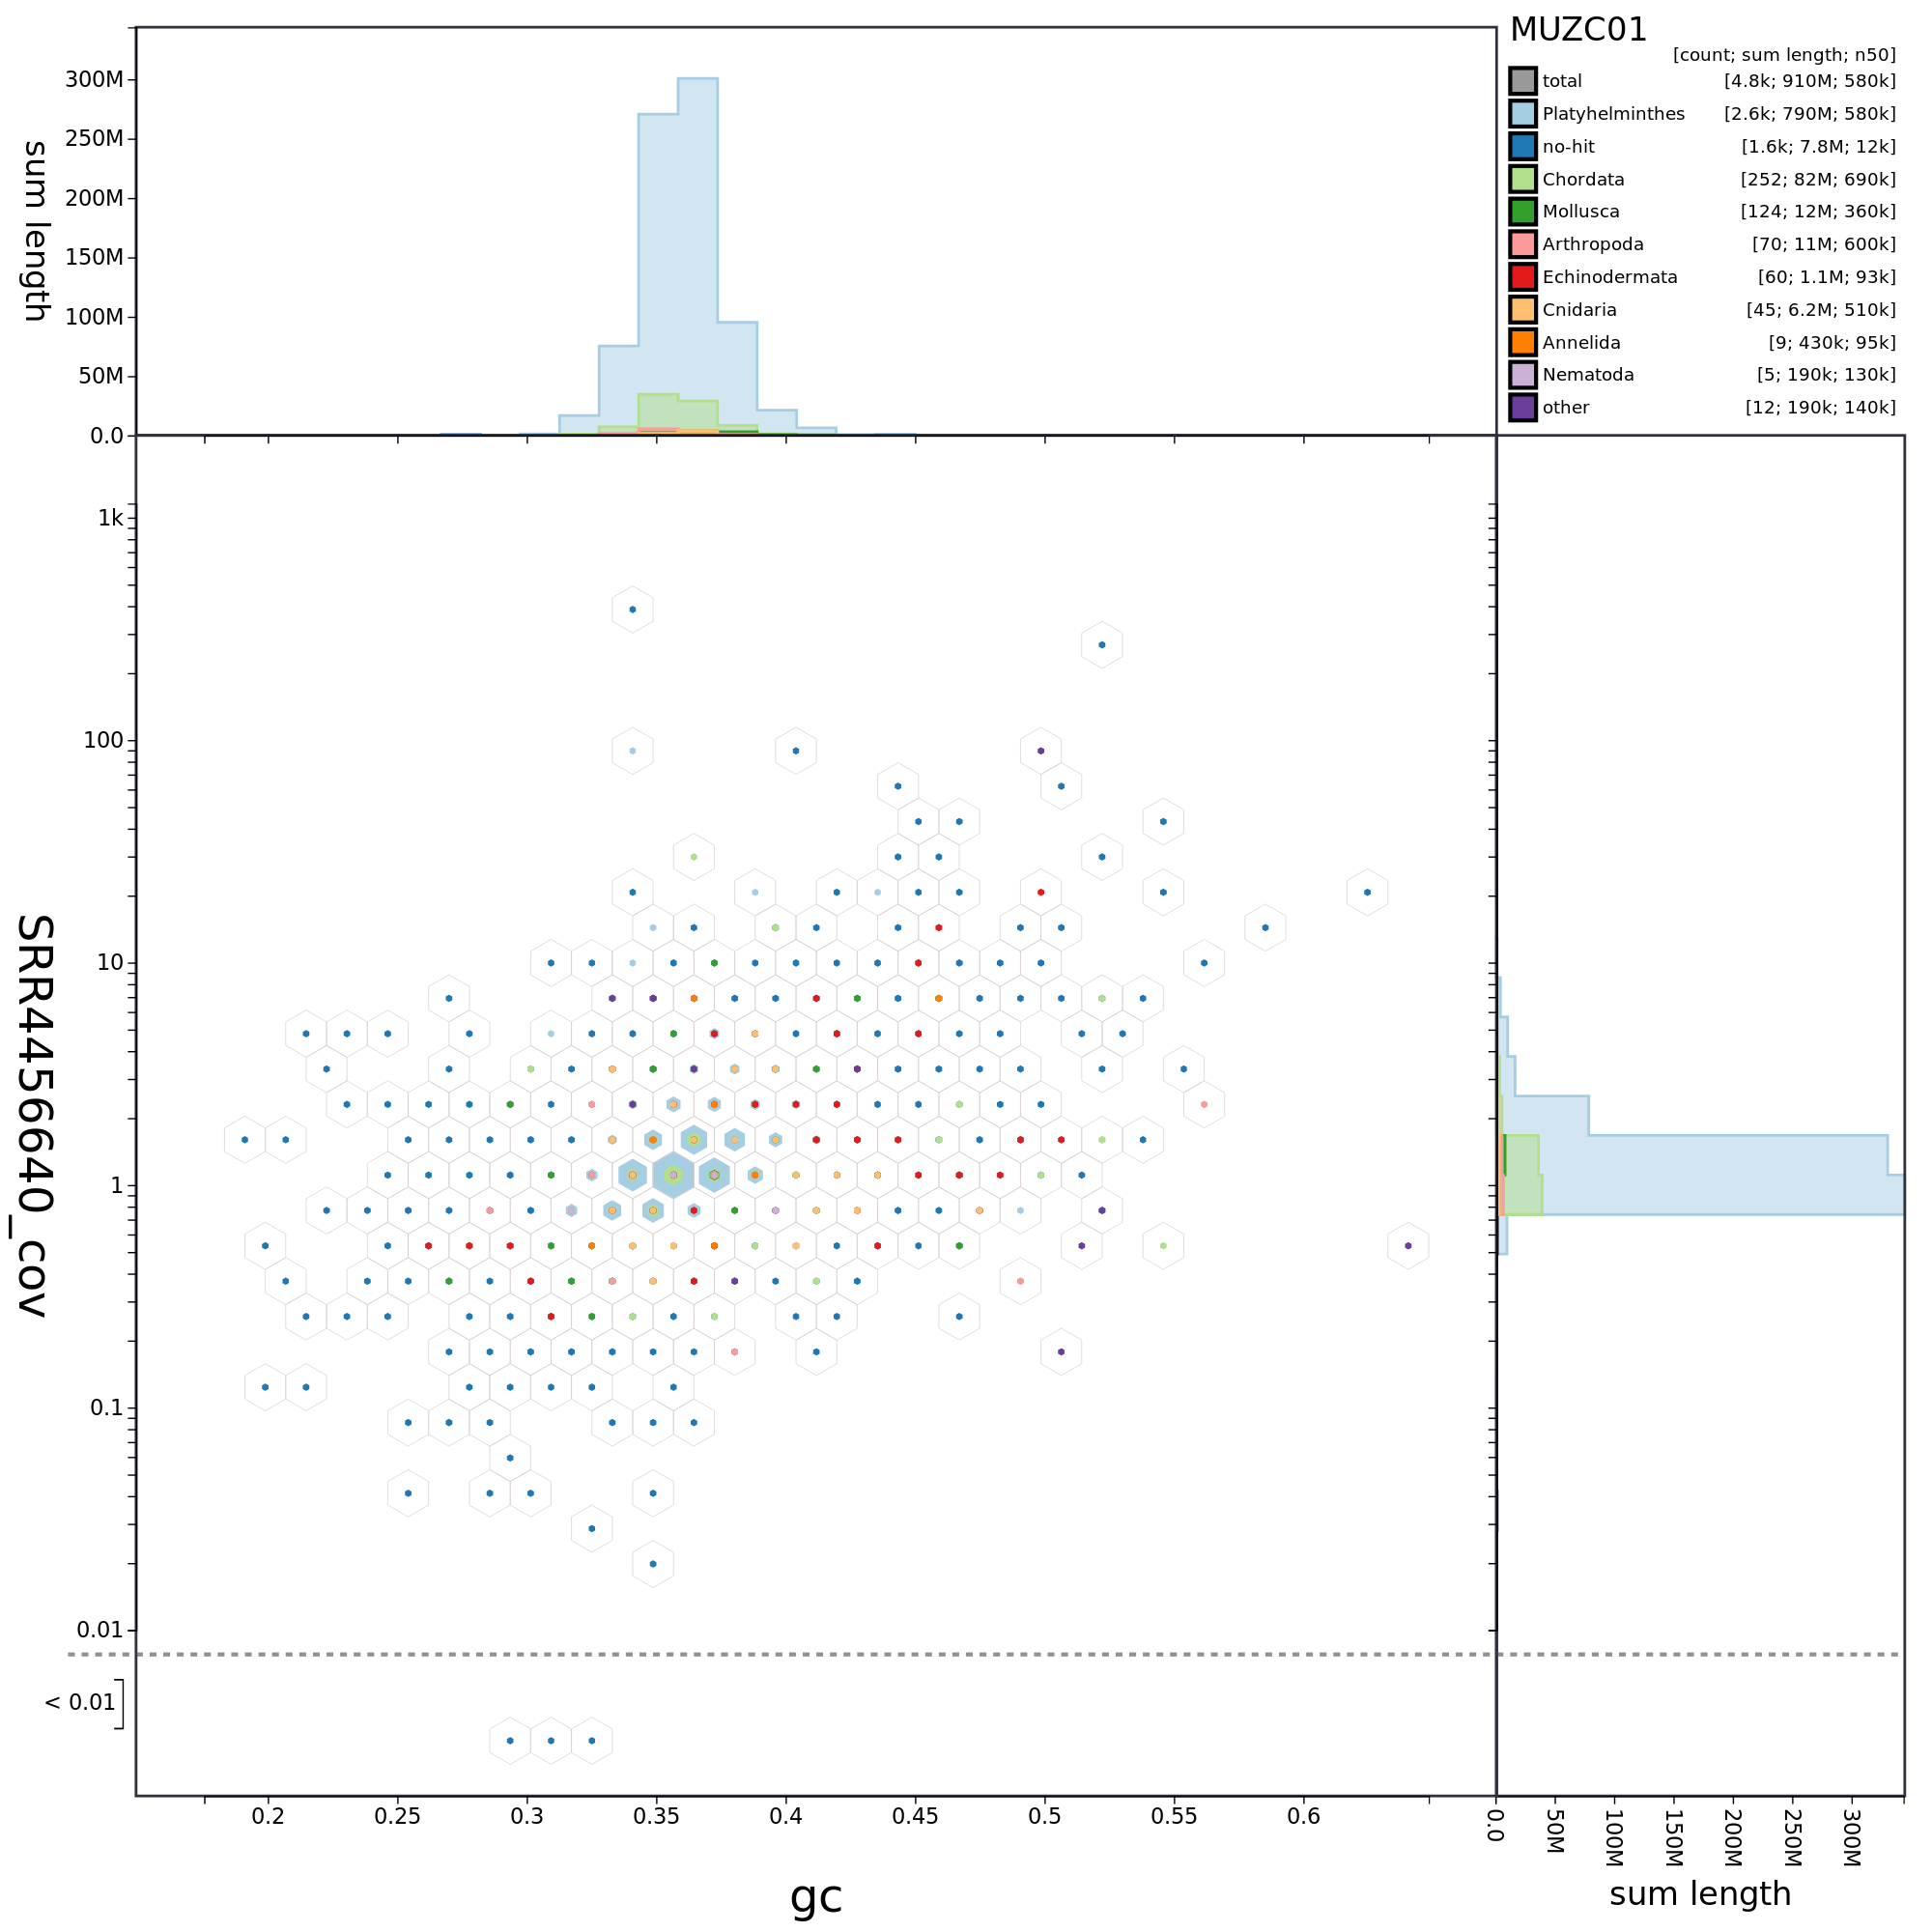 MUZC01
[count; sum length; n50]
total [4.8k; 910M; 580k]
Platyhelminthes [2.6k; 790M; 580k]
no-hit [1.6k; 7.8M; 12k]
Chordata [252; 82M; 690k]
Mollusca [124; 12M; 360k]
Arthropoda [70; 11M; 600k]
Echinodermata [60; 1.1M; 93k]
Cnidaria [45; 6.2M; 510k]
Annelida [9; 430k; 95k]
Nematoda [5; 190k; 130k]
other [12; 190k; 140k]
sum length
300M
250M
200M
150M
100M
50M
0.0
SRR4456640_cov
1k
100
10
1
0.1
0.01
< 0.01
0.2 0.25 0.3 0.35 0.4 0.45 0.5 0.55 0.6
gc
0.0 50M 100M 150M 200M 250M 300M
sum length